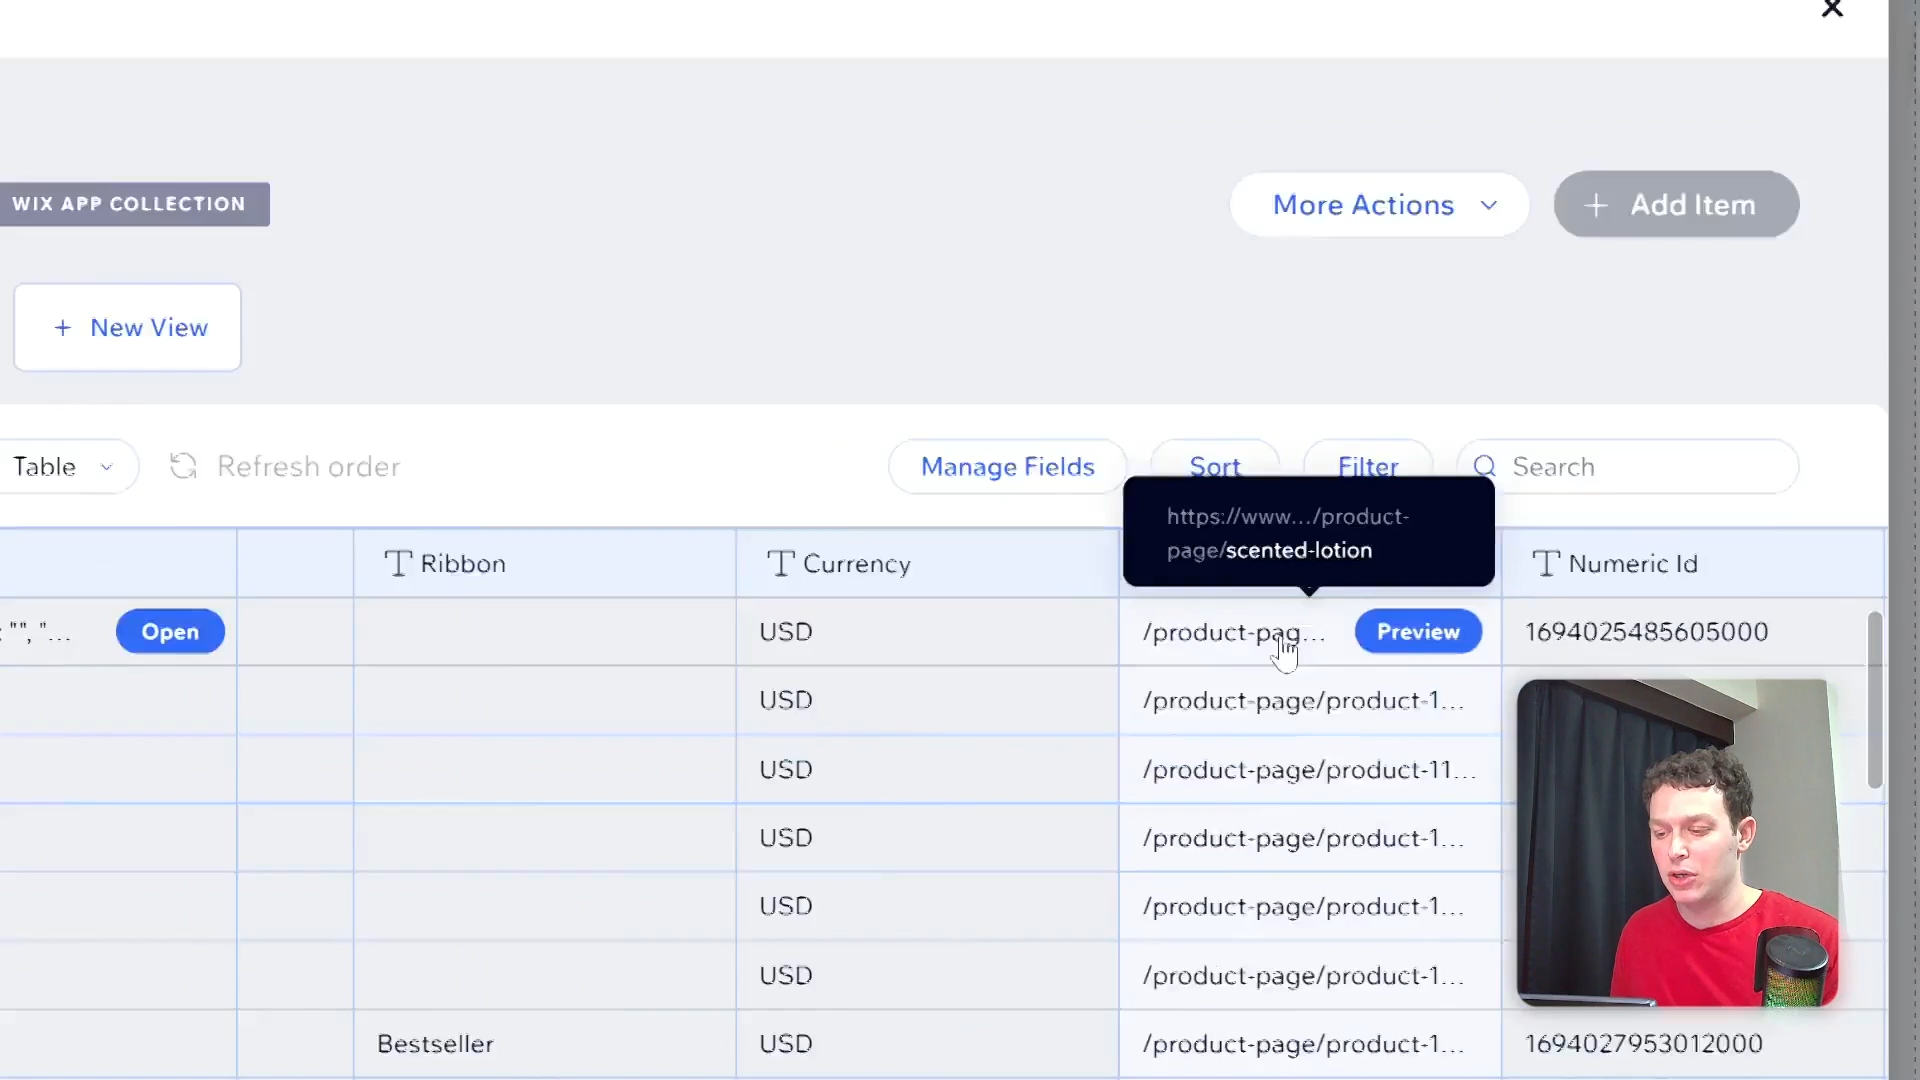 WIX APP COLLECTION
More Actions
+ Add Item
+ New View
Table
Refresh order
Manage Fields
Sort
Filter
Search
https://www.../product-
page/scented-lotion
Ribbon
Currency
Numeric Id
: "", "...
Open
USD
/product-pag...
Preview
1694025485605000
USD
/product-page/product-1...
USD
/product-page/product-11...
USD
/product-page/product-1...
USD
/product-page/product-1...
USD
/product-page/product-1...
Bestseller
USD
/product-page/product-1...
1694027953012000